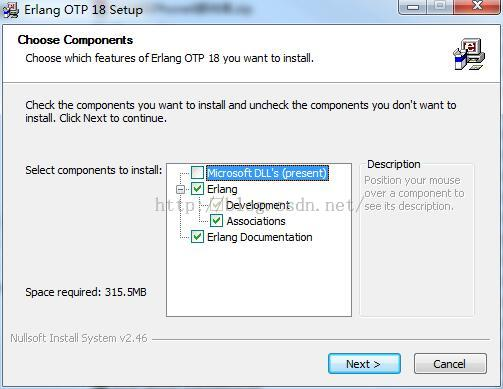 Erlang OTP 18 Setup
Choose Components
Choose which features of Erlang OTP 18 you want to install.
Check the components you want to install and uncheck the components you don't want to
install. Click Next to continue.
Select components to install:
Microsoft DLL's (present)
Erlang
Development
Associations
Erlang Documentation
Description
Position your mouse
over a component to
see its description.
http://blog.csdn.net/
Space required: 315.5MB
Nullsoft Install System v2.46
Next >
Cancel